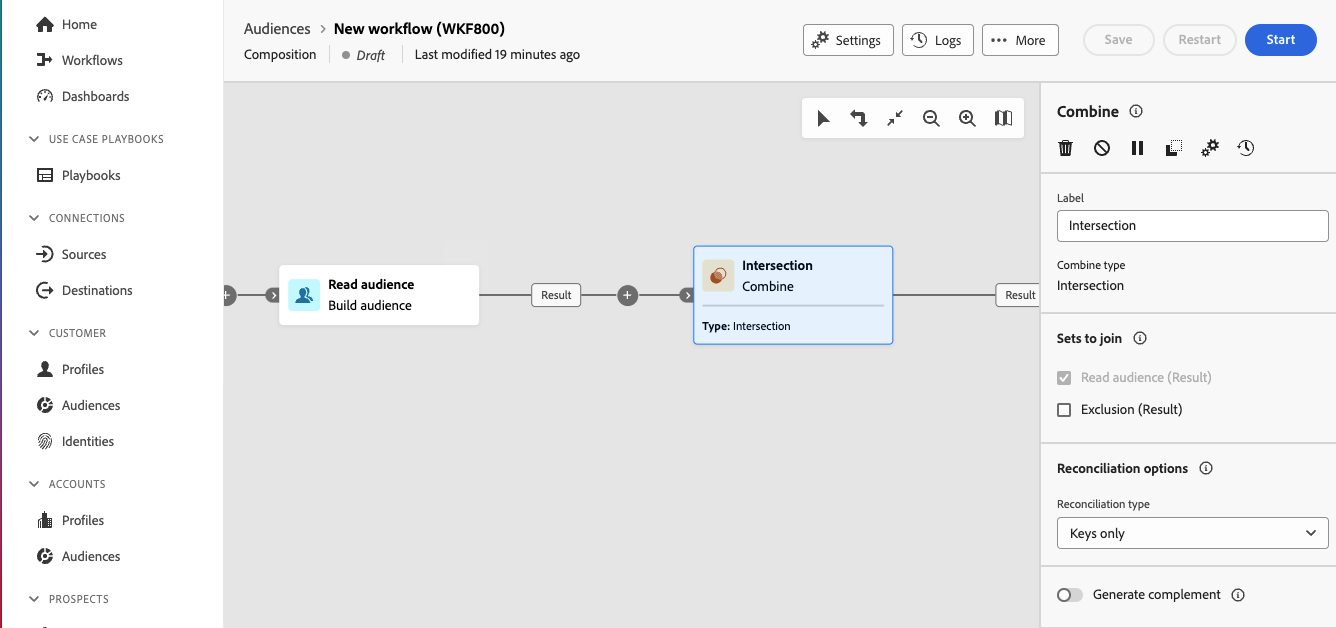 Home
Workflows
Dashboards
USE CASE PLAYBOOKS
Playbooks
CONNECTIONS
Sources
Destinations
CUSTOMER
Profiles
Audiences
Identities
ACCOUNTS
Profiles
Audiences
PROSPECTS
Audiences > New workflow (WKF800)
Composition
Draft
Last modified 19 minutes ago
Settings
Logs
More
Save
Restart
Start
Read audience
Build audience
Result
Intersection
Combine
Type: Intersection
Result
Combine
Label
Intersection
Combine type
Intersection
Sets to join
Read audience (Result)
Exclusion (Result)
Reconciliation options
Reconciliation type
Keys only
Generate complement